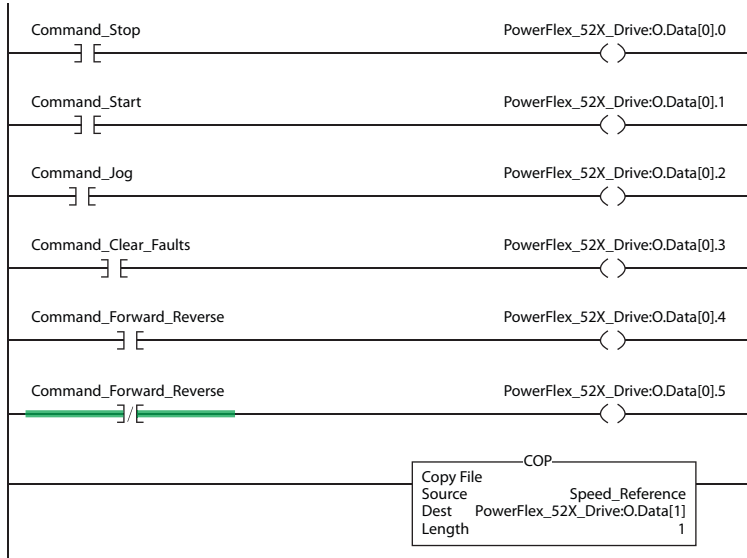 Command_Stop PowerFlex_52X_Drive:O.Data[0].0
Command_Start PowerFlex_52X_Drive:O.Data[0].1
Command_Jog PowerFlex_52X_Drive:O.Data[0].2
Command_Clear_Faults PowerFlex_52X_Drive:O.Data[0].3
Command_Forward_Reverse PowerFlex_52X_Drive:O.Data[0].4
Command_Forward_Reverse PowerFlex_52X_Drive:O.Data[0].5
COP
Copy File
Source Speed_Reference
Dest PowerFlex_52X_Drive:O.Data[1]
Length 1